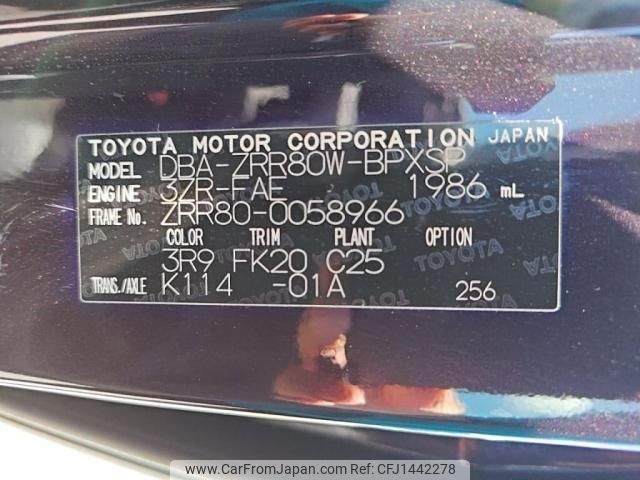 TOYOTA MOTOR CORPORATION JAPAN
MODEL DBA-ZRR80W-BPXSP
ENGINE 3ZR-FAE 1986 mL
FRAME No. ZRR80-0058966
COLOR TRIM PLANT OPTION
3R9 FK20 C25
TRANS./AXLE K114 -01A 256
www.carfromjapan.com CFJ1442278